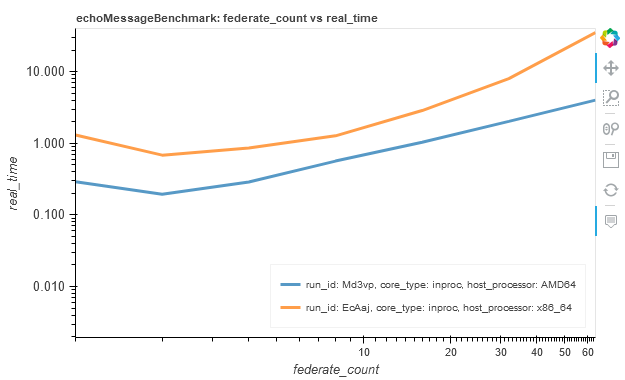 echoMessageBenchmark: federate_count vs real_time
10.000
1.000
0.100
0.010
real_time
run_id: Md3vp, core_type: inproc, host_processor: AMD64
run_id: EcAaj, core_type: inproc, host_processor: x86_64
10 20 30 40 50 60
federate_count